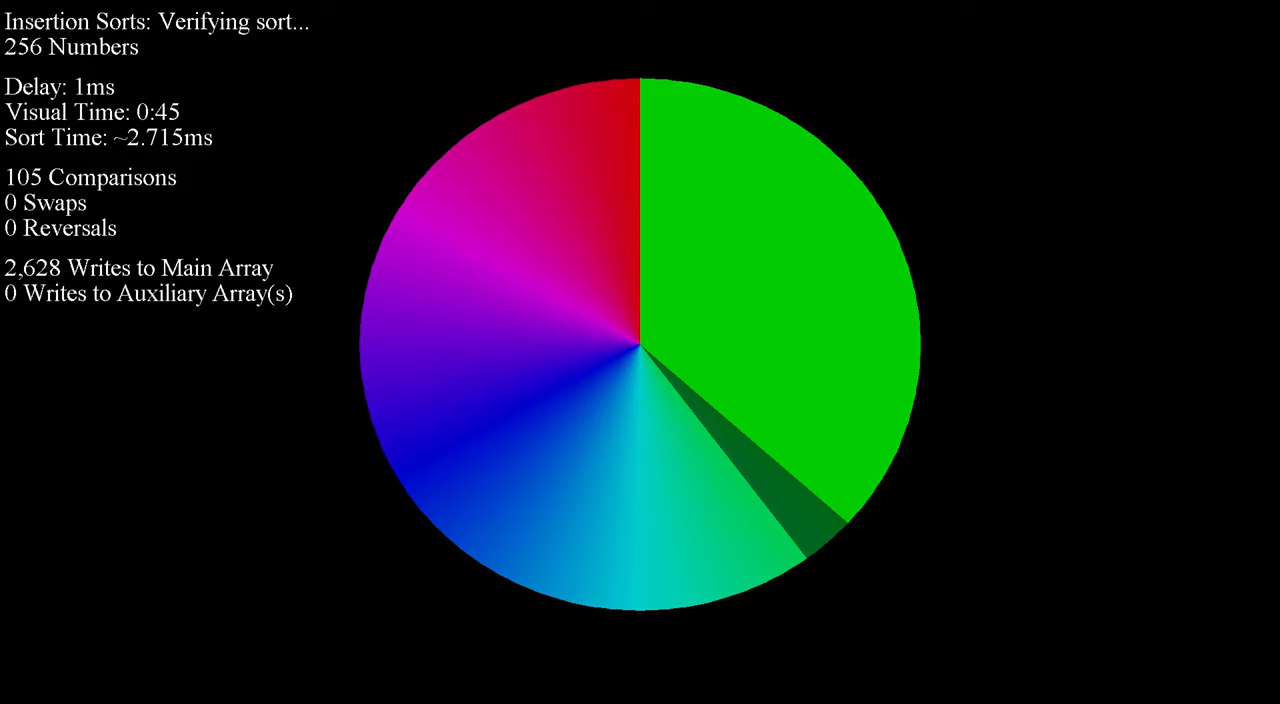 Insertion Sorts: Verifying sort...
256 Numbers
Delay: 1ms
Visual Time: 0:45
Sort Time: ~2.715ms
105 Comparisons
0 Swaps
0 Reversals
2,628 Writes to Main Array
0 Writes to Auxiliary Array(s)